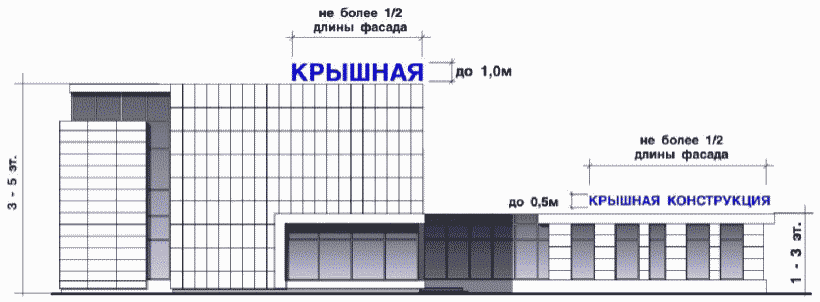 не более 1/2
длины фасада
КРЫШНАЯ
до 1,0м
не более 1/2
длины фасада
до 0,5м
КРЫШНАЯ КОНСТРУКЦИЯ
3 - 5 эт.
1 - 3 эт.